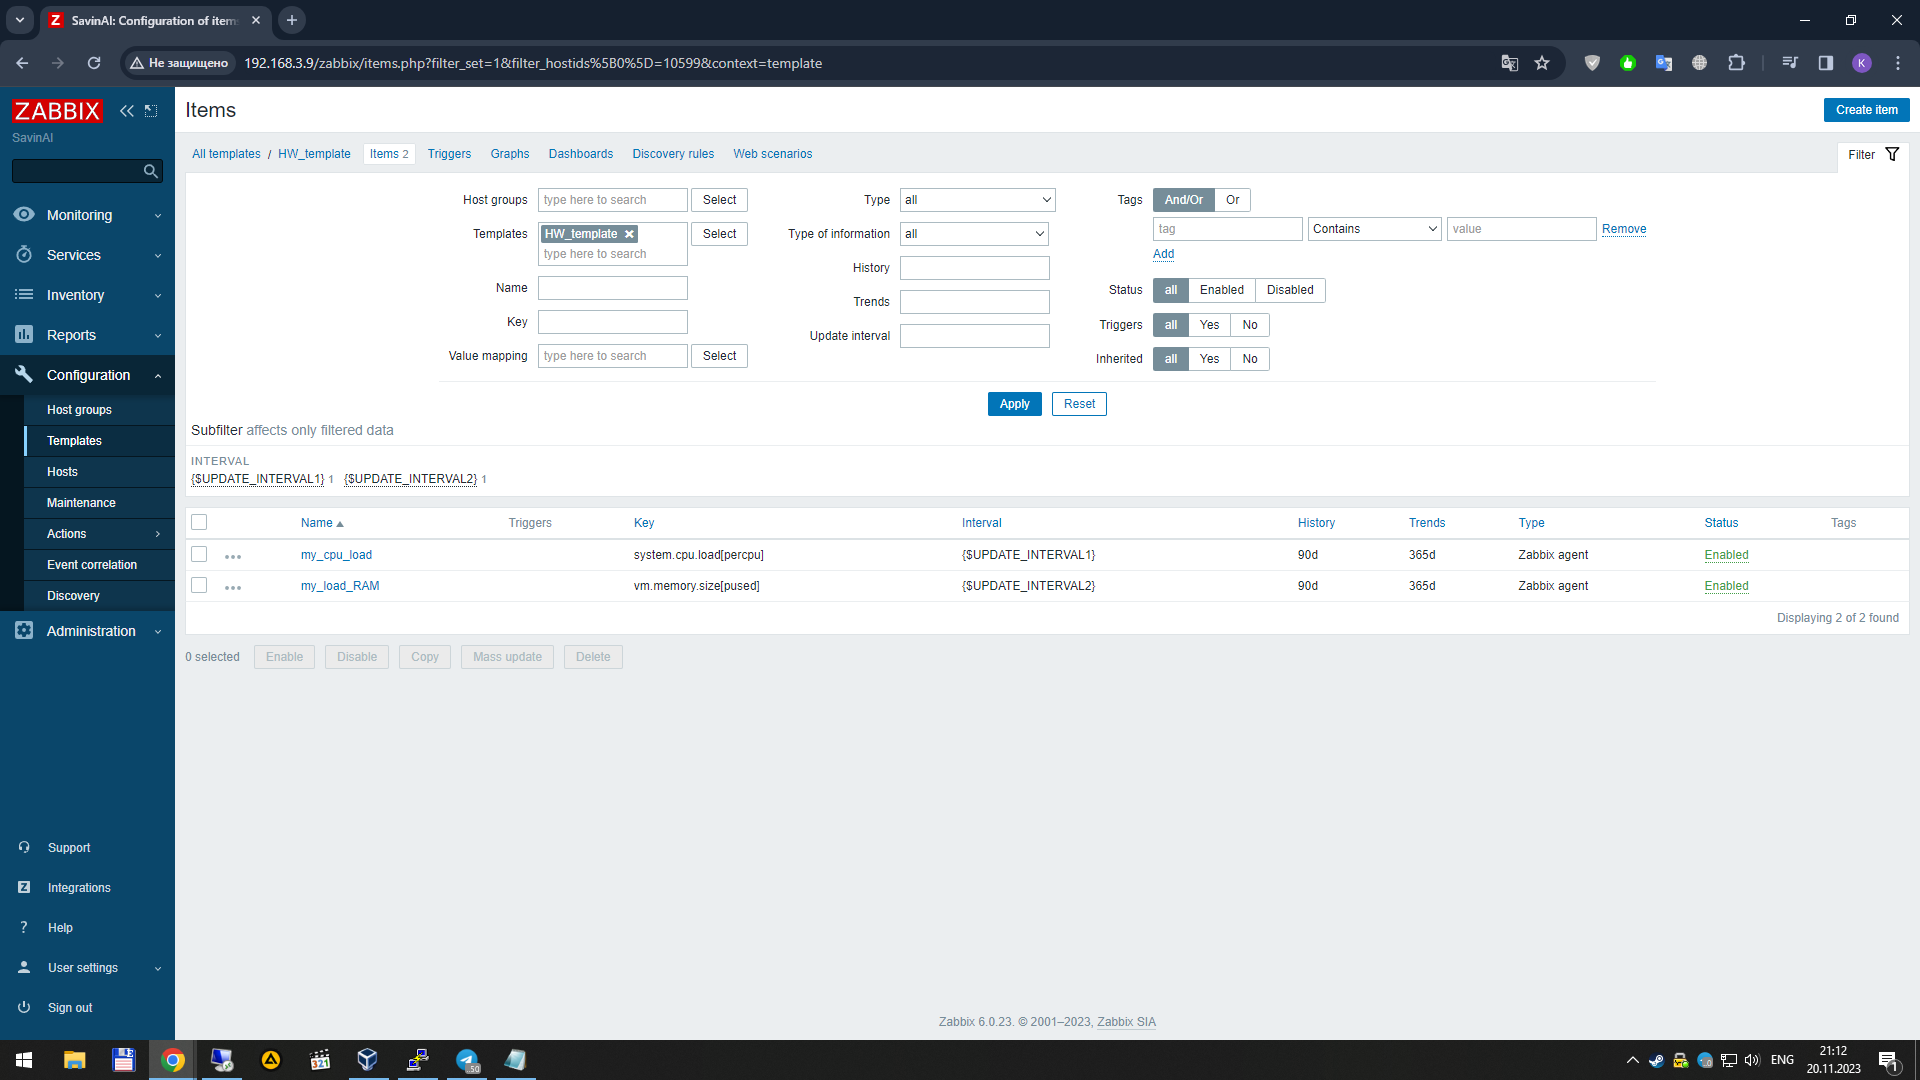 SavinAI: Configuration of item
Не защищено
192.168.3.9/zabbix/items.php?filter_set=1&filter_hostids%5B0%5D=10599&context=template
K
ZABBIX
SavinAI
Monitoring
Services
Inventory
Reports
Configuration
Host groups
Templates
Hosts
Maintenance
Actions
Event correlation
Discovery
Administration
Support
Integrations
Help
User settings
Sign out
Items
Create item
All templates / HW_template Items 2 Triggers Graphs Dashboards Discovery rules Web scenarios
Filter
Host groups type here to search Select
Templates HW_template Select
type here to search
Name
Key
Value mapping type here to search Select
Type all
Type of information all
History
Trends
Update interval
Tags And/Or Or
tag Contains value Remove
Add
Status all Enabled Disabled
Triggers all Yes No
Inherited all Yes No
Apply Reset
Subfilter affects only filtered data
INTERVAL
{$UPDATE_INTERVAL1} 1 {$UPDATE_INTERVAL2} 1
Name Triggers Key Interval History Trends Type Status Tags
my_cpu_load system.cpu.load[percpu] {$UPDATE_INTERVAL1} 90d 365d Zabbix agent Enabled
my_load_RAM vm.memory.size[pused] {$UPDATE_INTERVAL2} 90d 365d Zabbix agent Enabled
Displaying 2 of 2 found
0 selected Enable Disable Copy Mass update Delete
Zabbix 6.0.23. © 2001–2023, Zabbix SIA
321
50
ENG
21:12
20.11.2023
1